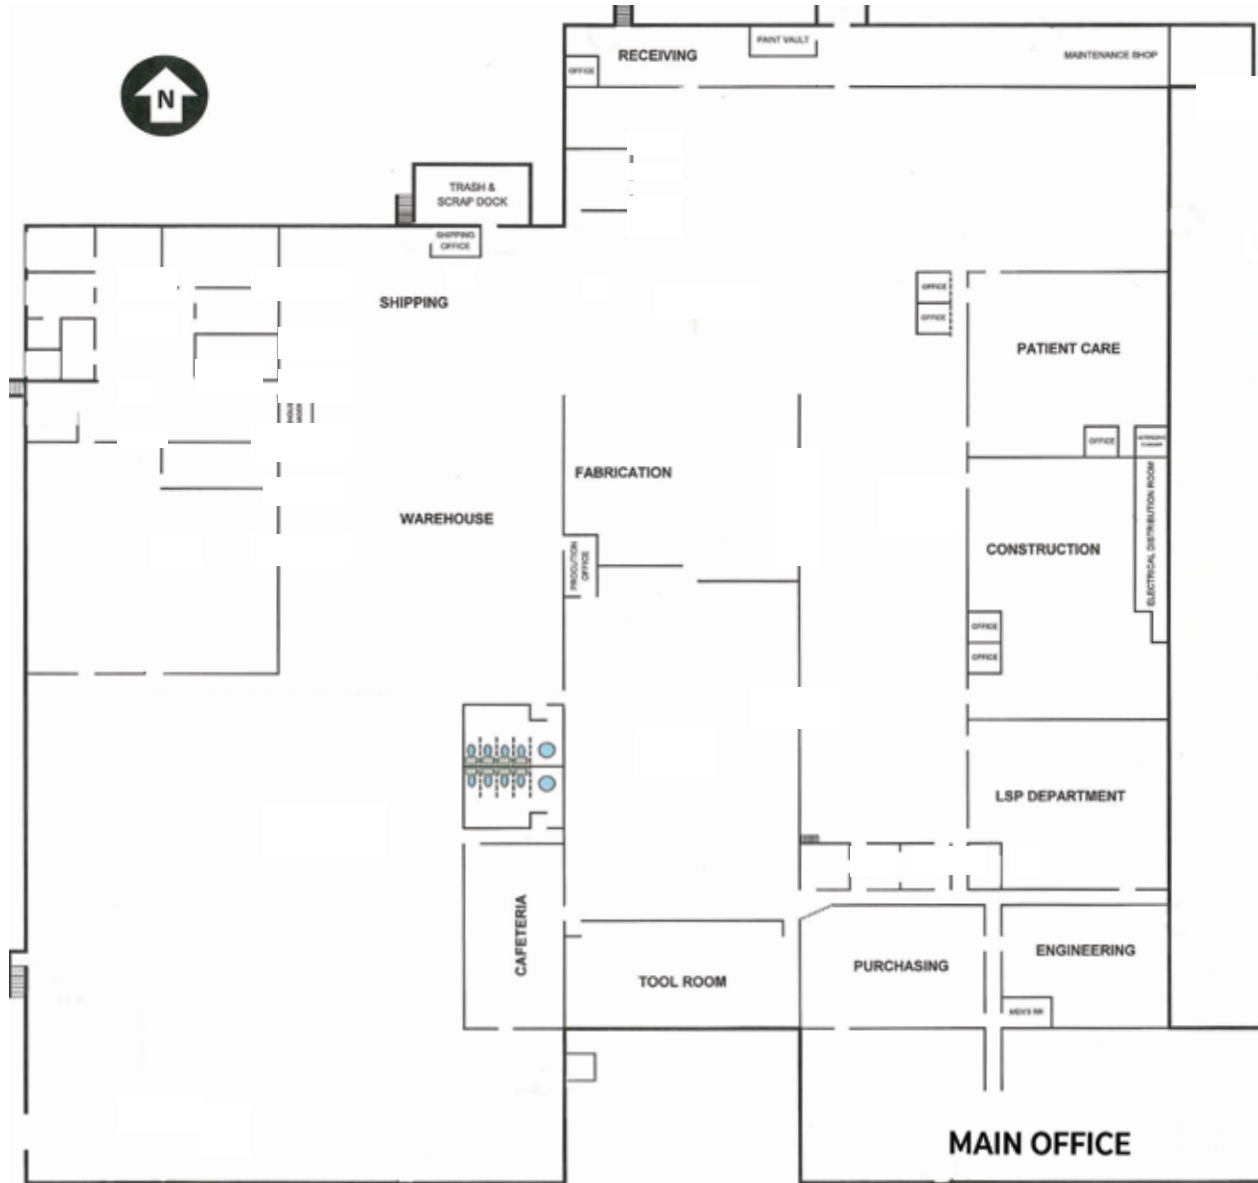 RECEIVING
PAINT VAULT
MAINTENANCE SHOP
OFFICE
N
TRASH &
SCRAP DOCK
SHIPPING
OFFICE
SHIPPING
OFFICE
OFFICE
PATIENT CARE
OFFICE
FABRICATION
WAREHOUSE
CONSTRUCTION
ELECTRICAL DISTRIBUTION ROOM
OFFICE
OFFICE
OFFICE
LSP DEPARTMENT
CAFETERIA
TOOL ROOM
PURCHASING
ENGINEERING
MEN'S RR
MAIN OFFICE